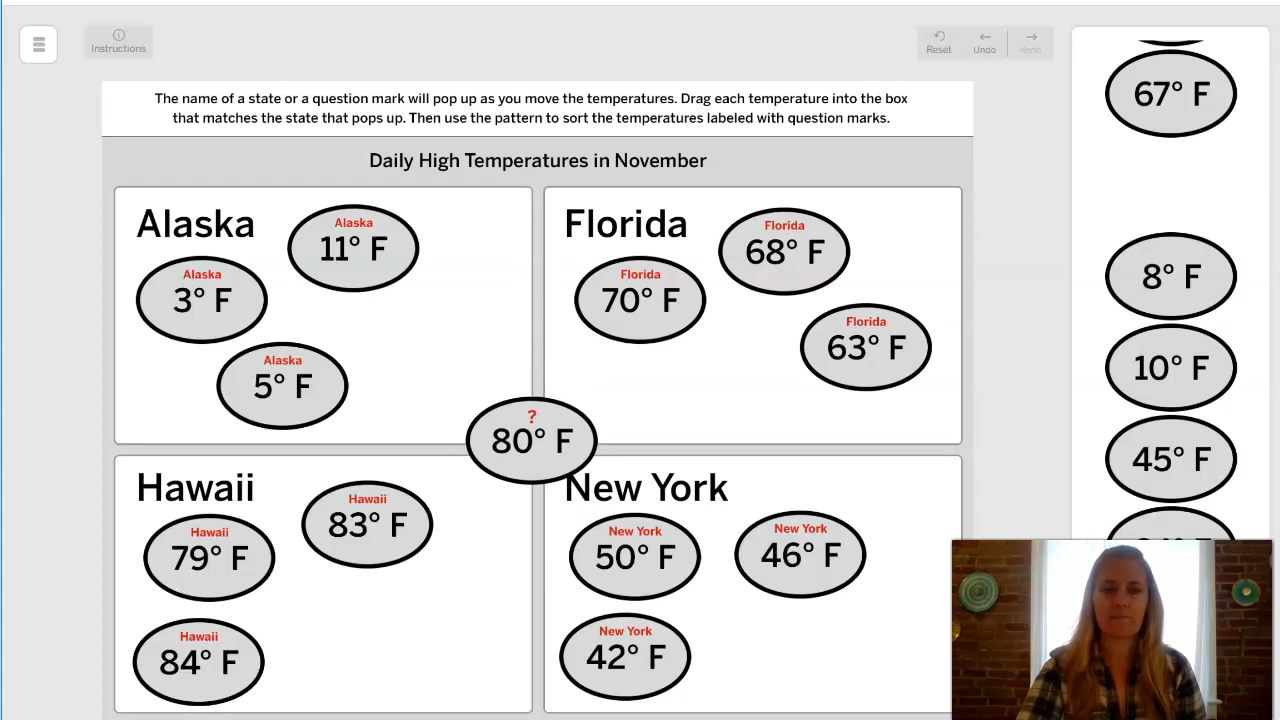 Instructions
Reset
Undo
Redo
The name of a state or a question mark will pop up as you move the temperatures. Drag each temperature into the box
that matches the state that pops up. Then use the pattern to sort the temperatures labeled with question marks.
Daily High Temperatures in November
Alaska
Alaska
11° F
Alaska
3° F
Alaska
5° F
Florida
Florida
68° F
Florida
70° F
Florida
63° F
?
80° F
Hawaii
Hawaii
83° F
Hawaii
79° F
Hawaii
84° F
New York
New York
50° F
New York
46° F
New York
42° F
67° F
8° F
10° F
45° F